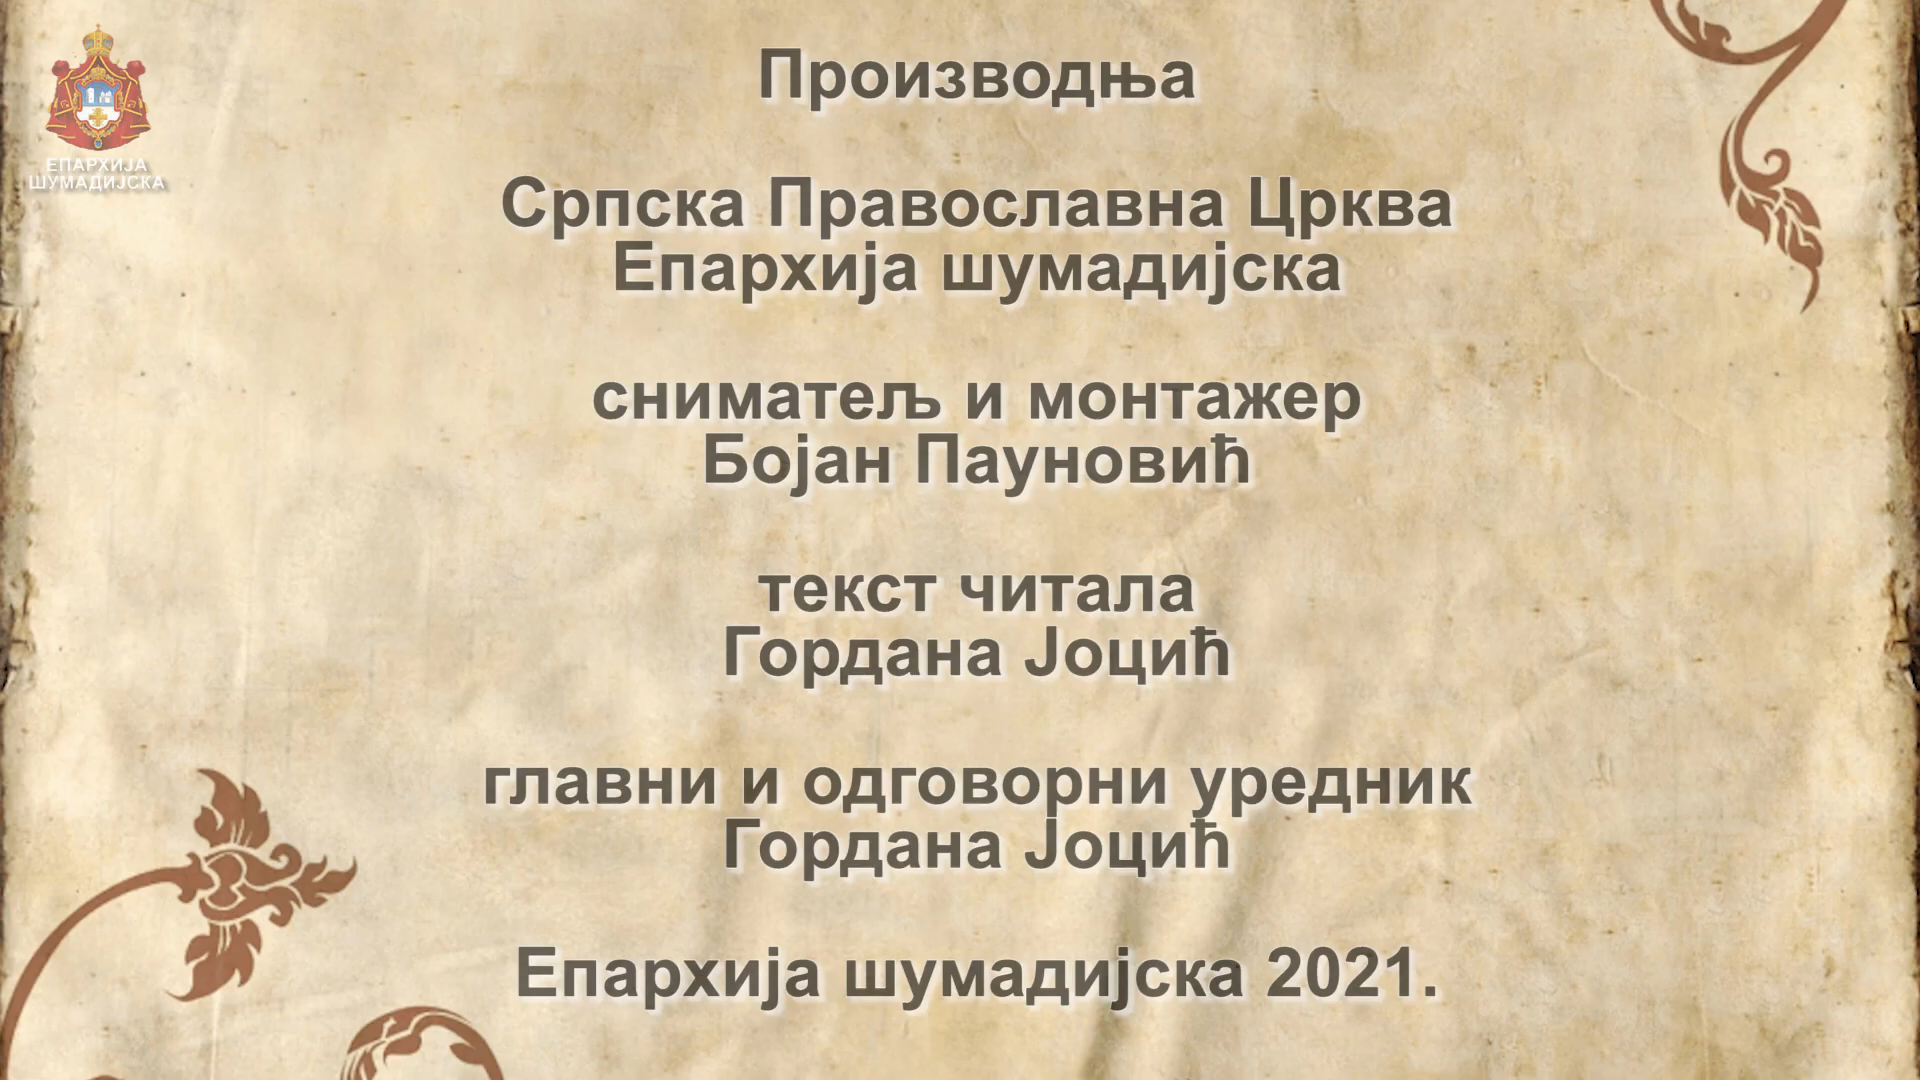 ЕПАРХИЈА
ШУМАДИЈСКА
Производња
Српска Православна Црква
Епархија шумадијска
сниматељ и монтажер
Бојан Пауновић
текст читала
Гордана Јоцић
главни и одговорни уредник
Гордана Јоцић
Епархија шумадијска 2021.